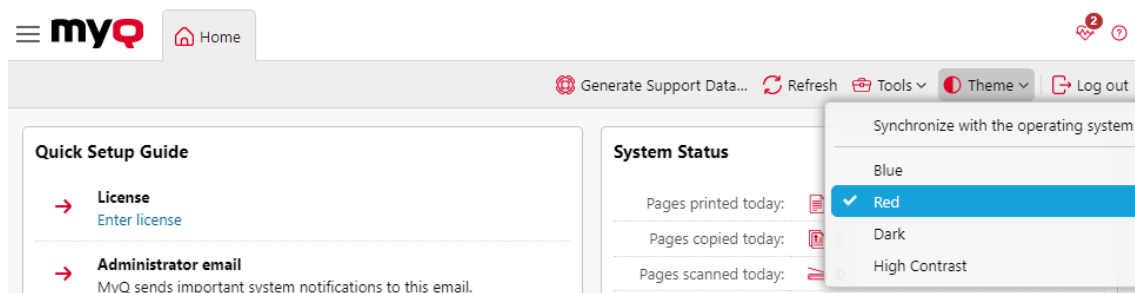 myQ
Home
2
Generate Support Data... Refresh Tools Theme Log out
Synchronize with the operating system
Blue
Red
Dark
High Contrast
Quick Setup Guide
License
Enter license
Administrator email
MyQ sends important system notifications to this email.
System Status
Pages printed today:
Pages copied today:
Pages scanned today: